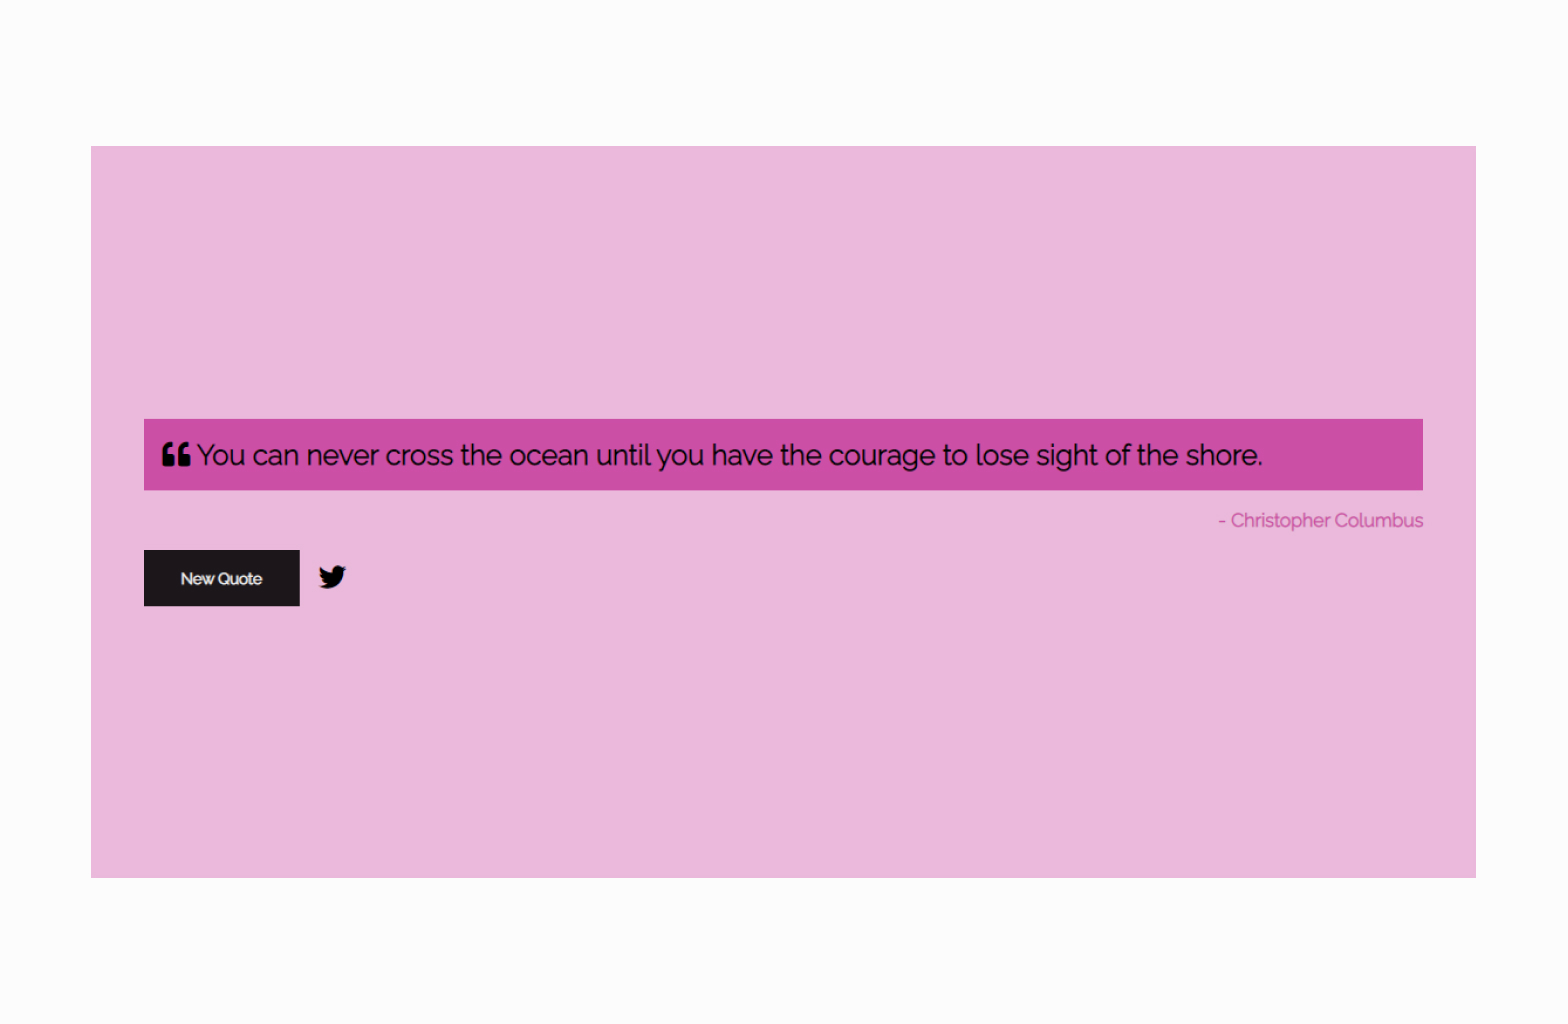 “ You can never cross the ocean until you have the courage to lose sight of the shore.
- Christopher Columbus
New Quote